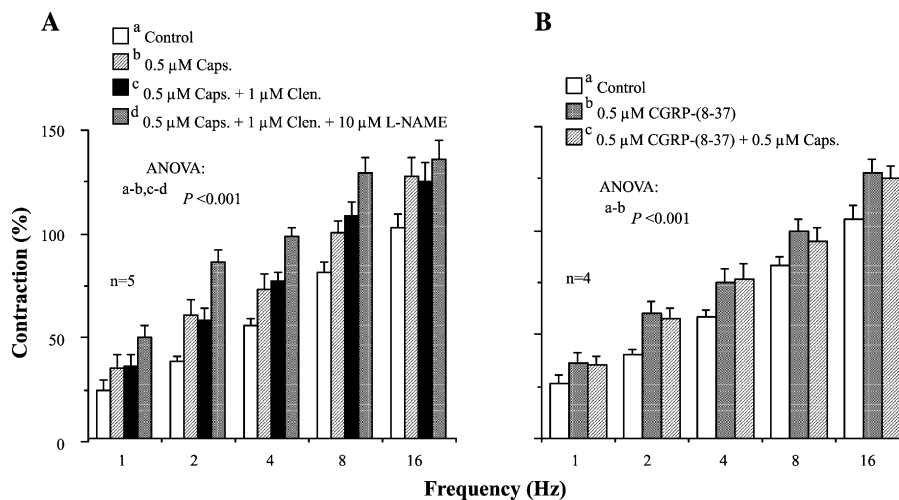 A
a Control
b 0.5 µM Caps.
c 0.5 µM Caps. + 1 µM Clen.
d 0.5 µM Caps. + 1 µM Clen. + 10 µM L-NAME
150
100
50
0
Contraction (%)
ANOVA:
a-b,c-d
P <0.001
n=5
1 2 4 8 16
B
a Control
b 0.5 µM CGRP-(8-37)
c 0.5 µM CGRP-(8-37) + 0.5 µM Caps.
ANOVA:
a-b
P <0.001
n=4
1 2 4 8 16
Frequency (Hz)